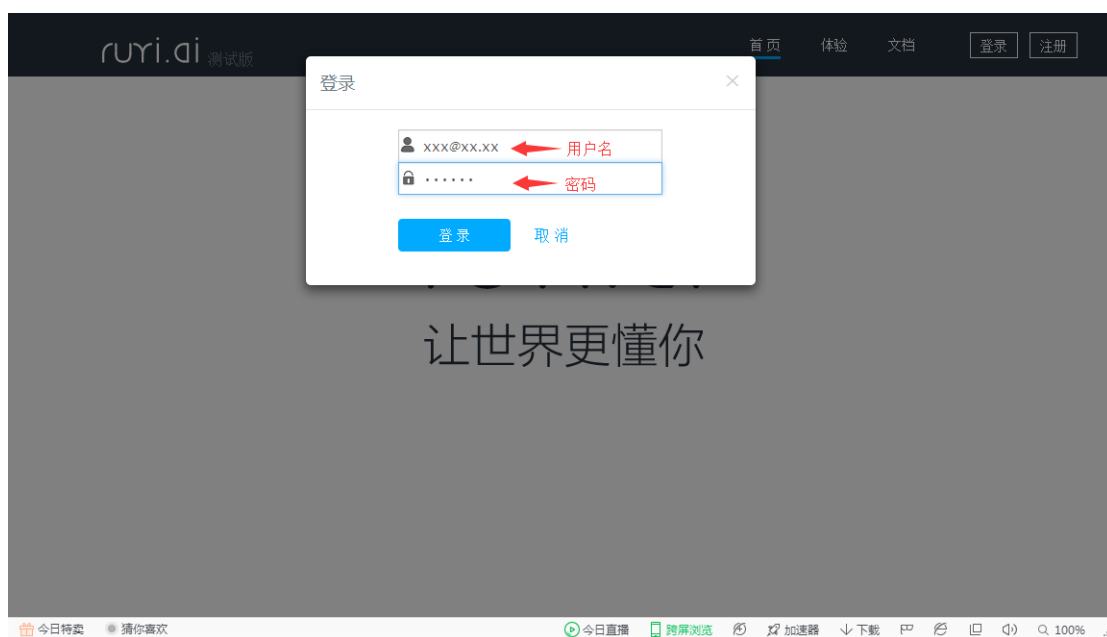 ruyi.ai 测试版
首页 体验 文档 登录 注册
登录
xxx@xx.xx 用户名
...... 密码
登录 取消
让世界更懂你
今日特卖 猜你喜欢 今日直播 跨屏浏览 加速器 下载 100%